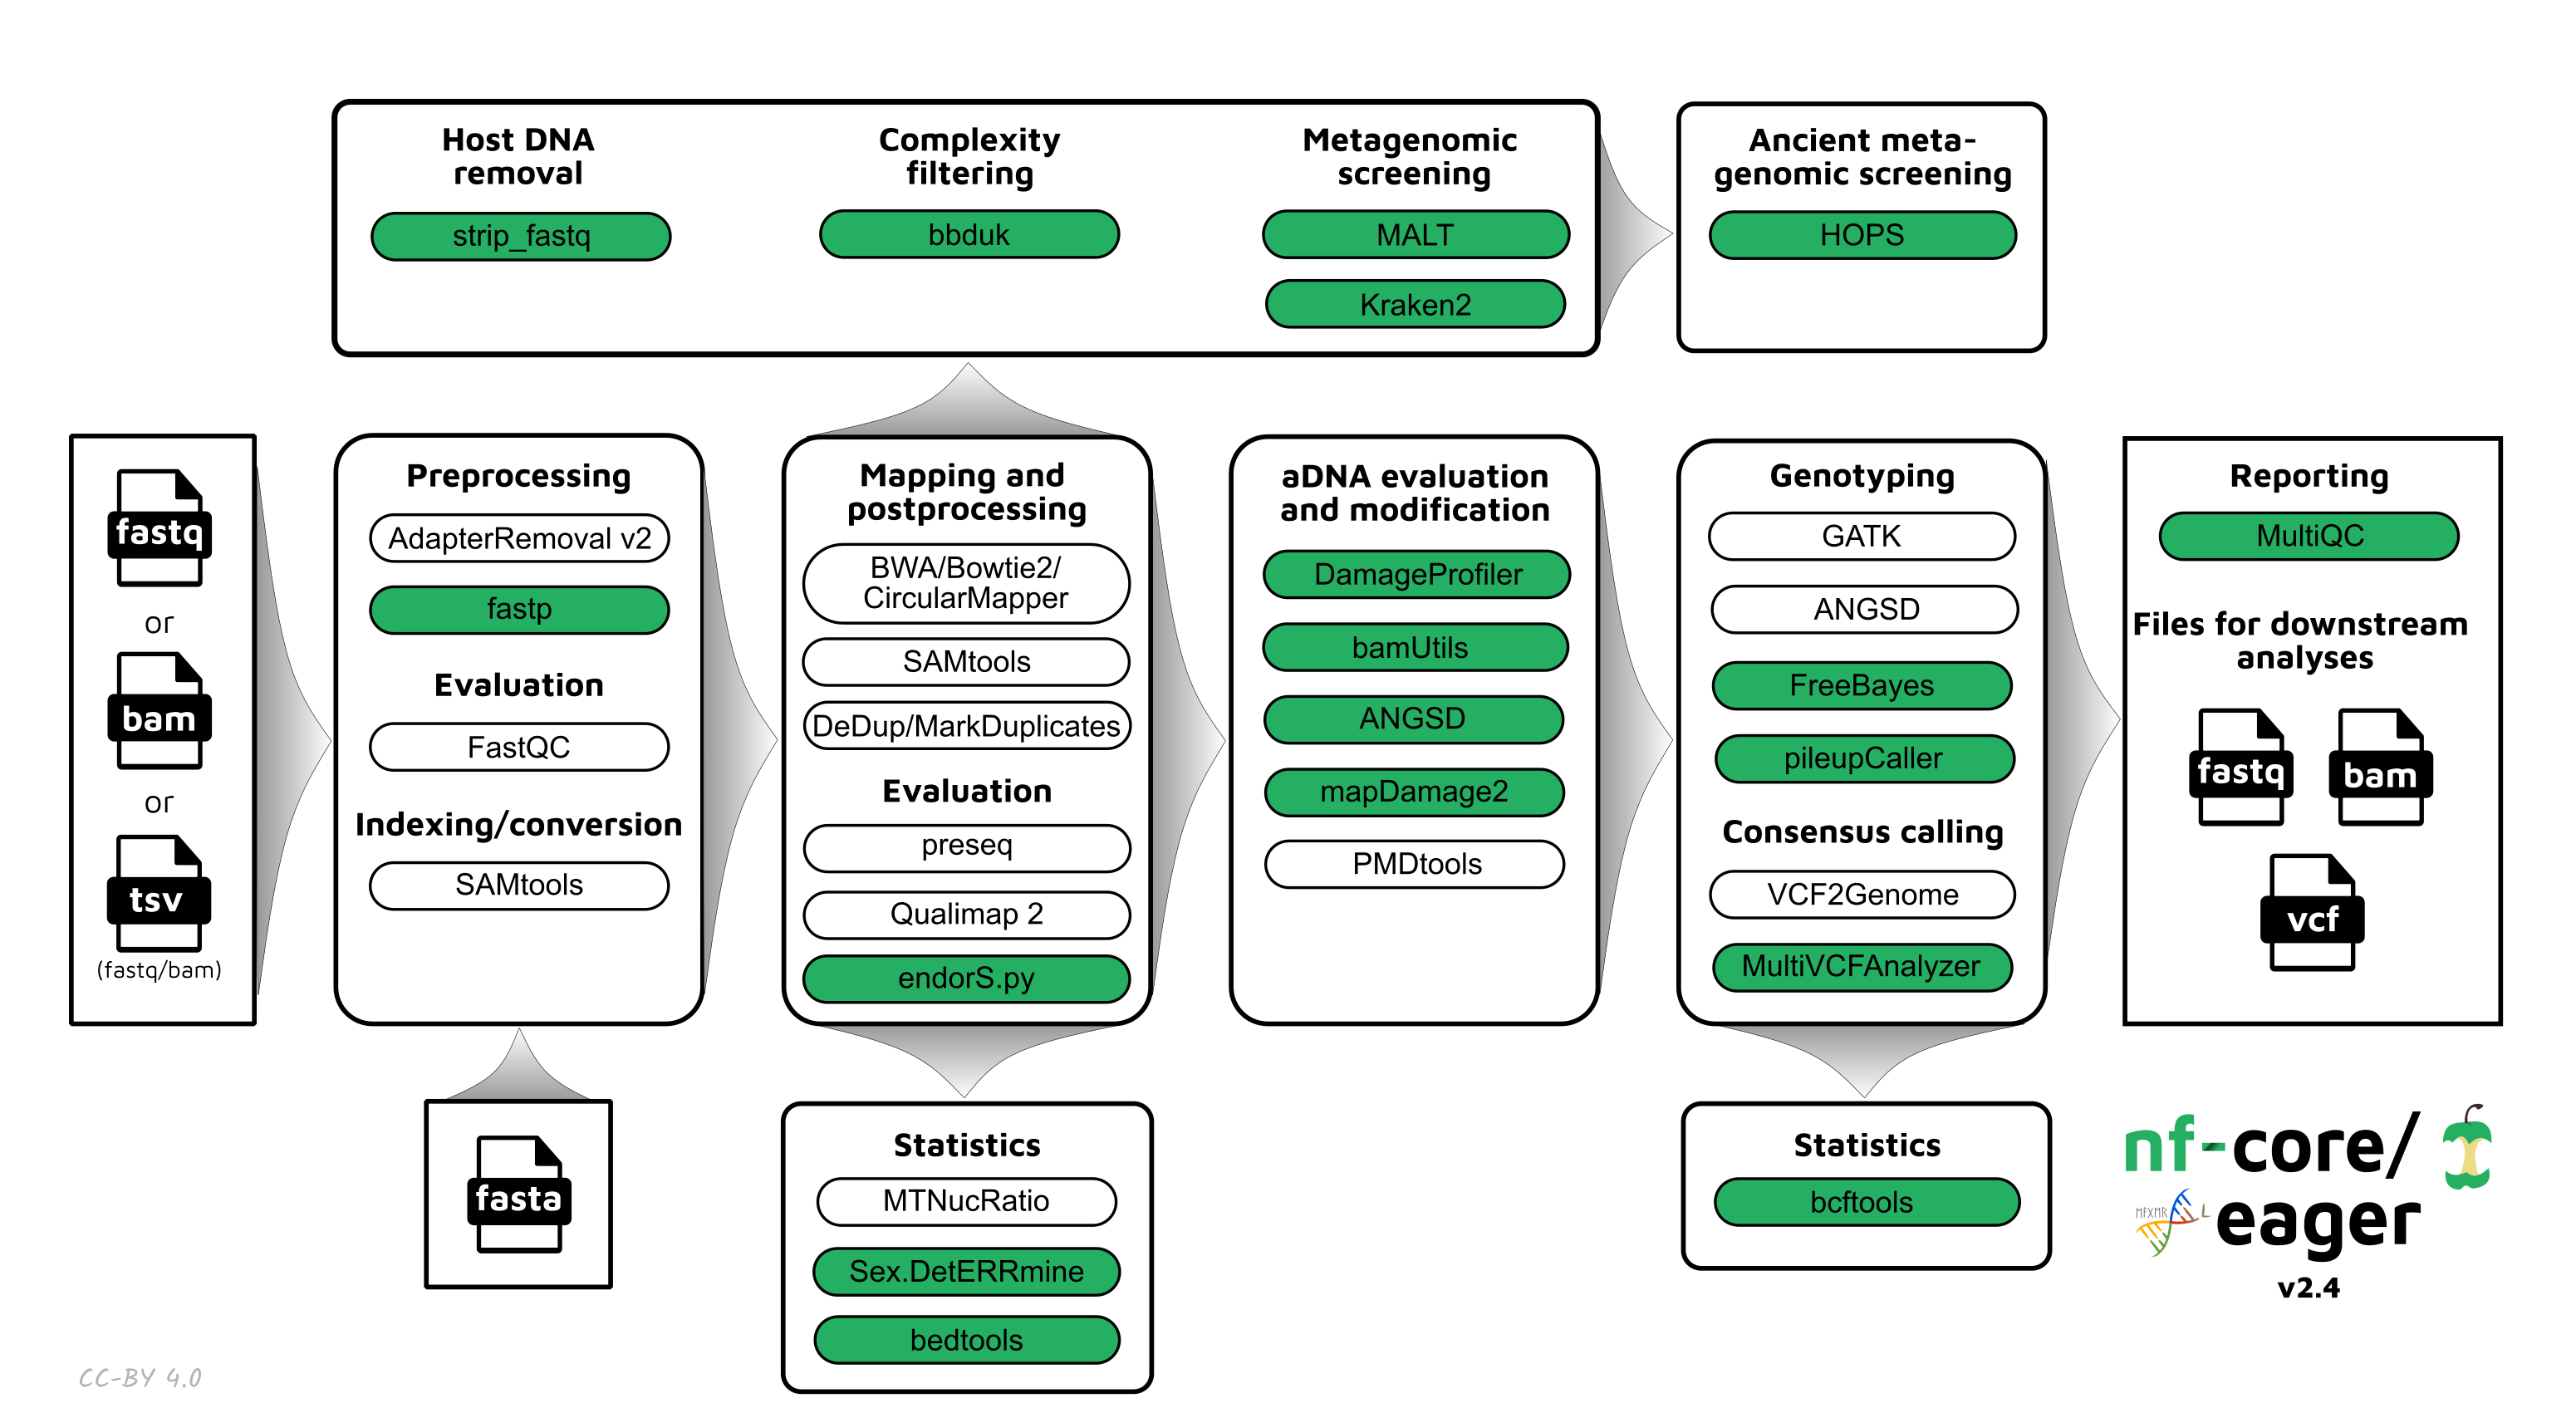 Host DNA
removal
strip_fastq
Complexity
filtering
bbduk
Metagenomic
screening
MALT
Kraken2
Ancient meta-
genomic screening
HOPS
fastq
or
bam
or
tsv
(fastq/bam)
Preprocessing
AdapterRemoval v2
fastp
Evaluation
FastQC
Indexing/conversion
SAMtools
fasta
Mapping and
postprocessing
BWA/Bowtie2/
CircularMapper
SAMtools
DeDup/MarkDuplicates
Evaluation
preseq
Qualimap 2
endorS.py
Statistics
MTNucRatio
Sex.DetERRmine
bedtools
aDNA evaluation
and modification
DamageProfiler
bamUtils
ANGSD
mapDamage2
PMDtools
Genotyping
GATK
ANGSD
FreeBayes
pileupCaller
Consensus calling
VCF2Genome
MultiVCFAnalyzer
Statistics
bcftools
Reporting
MultiQC
Files for downstream
analyses
fastq
bam
vcf
nf-core/
eager
v2.4
CC-BY 4.0